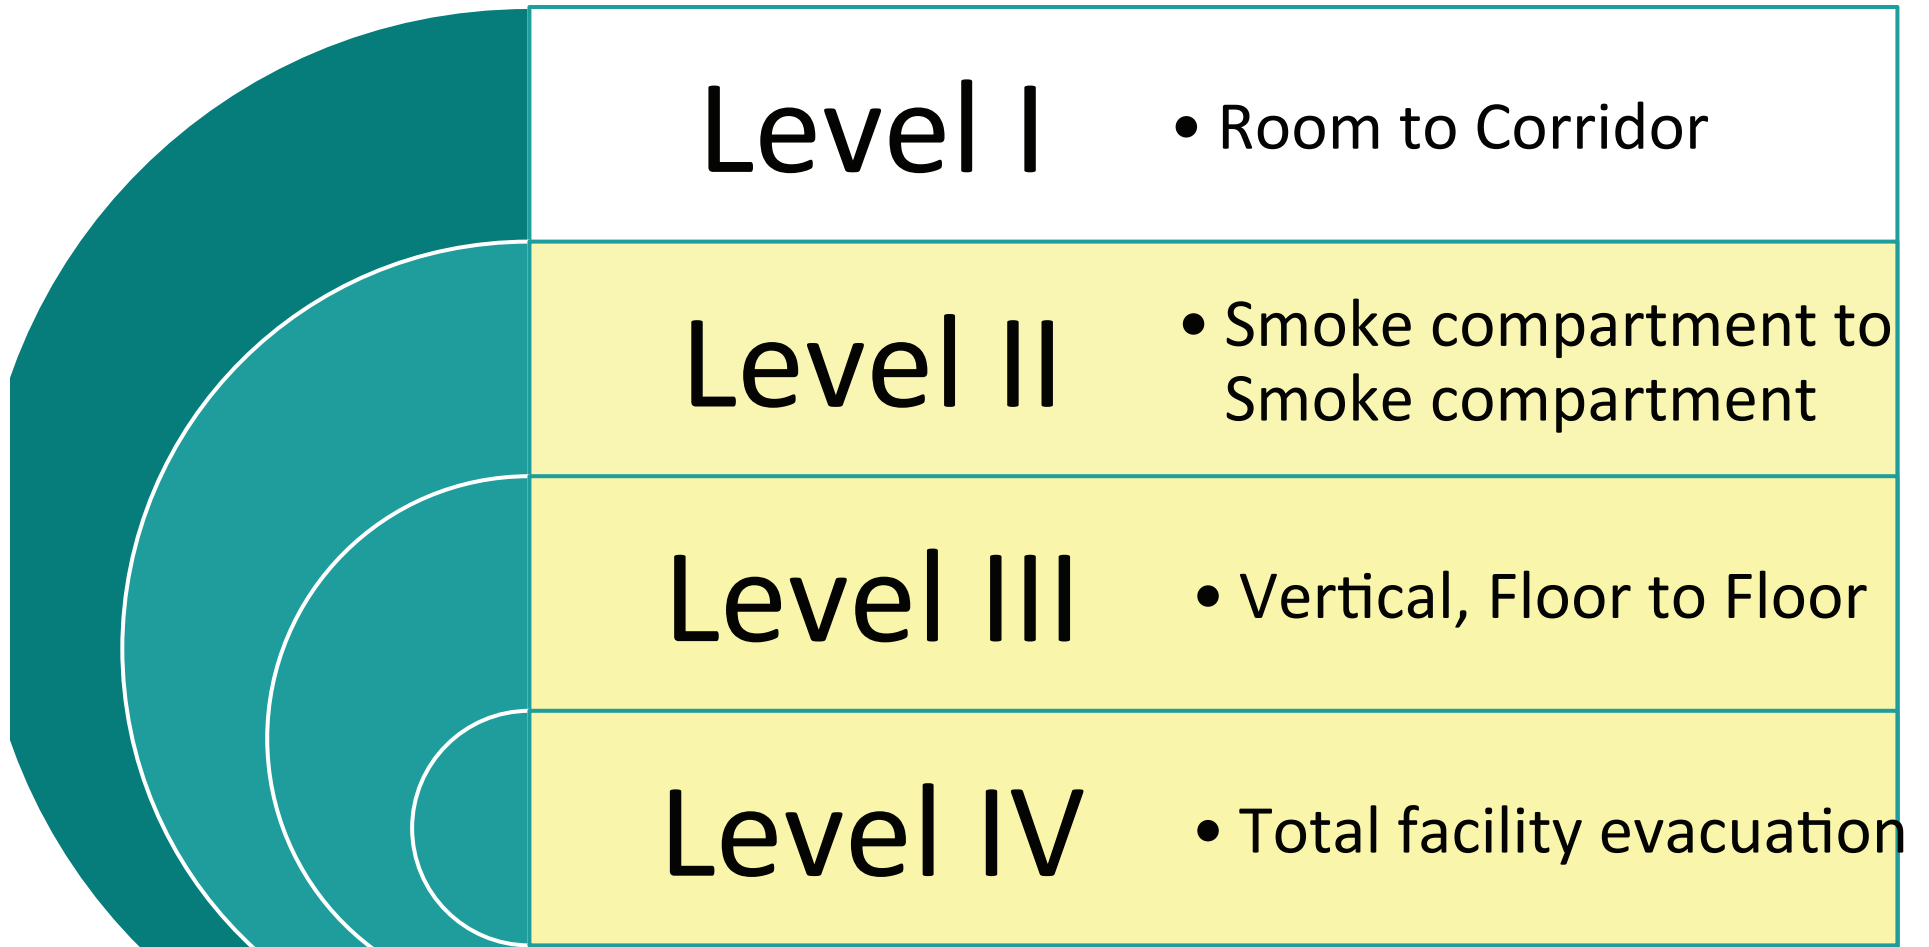 Level I
• Room to Corridor
Level II
• Smoke compartment to
Smoke compartment
Level III
• Vertical, Floor to Floor
Level IV
• Total facility evacuation